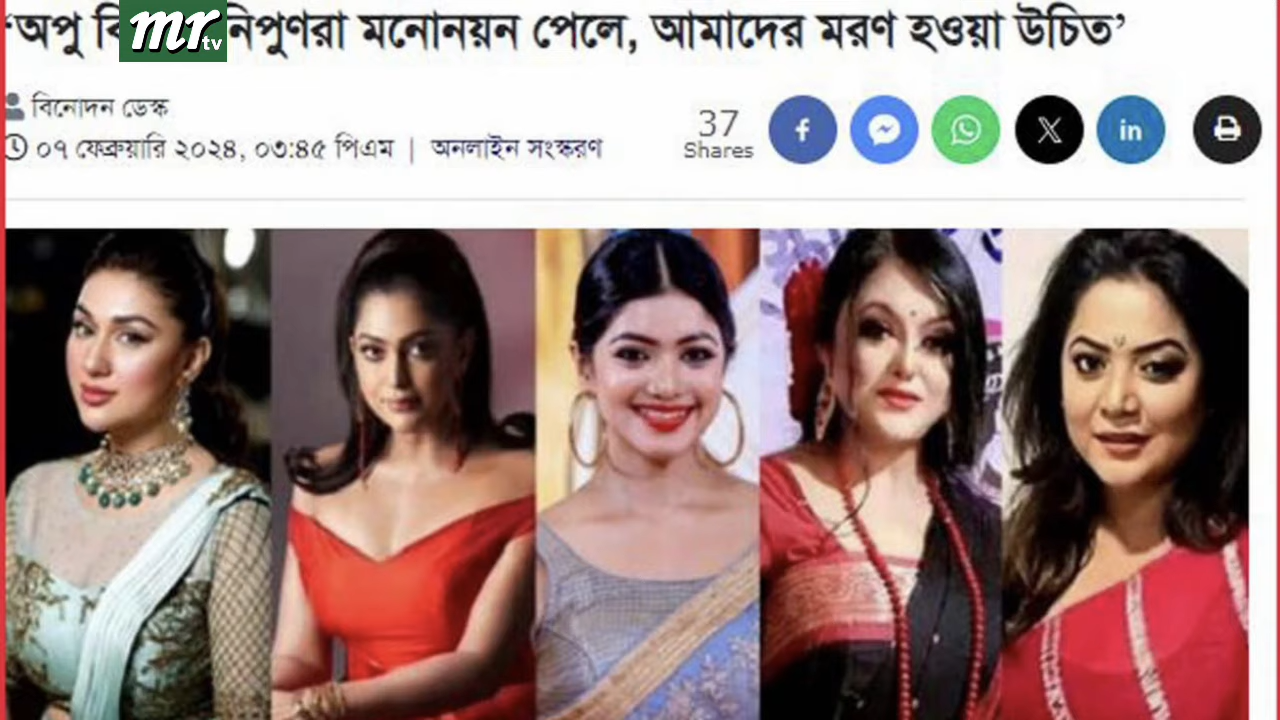 ‘অপু বি নিপুণরা মনোনয়ন পেলে, আমাদের মরণ হওয়া উচিত’
mr tv
বিনোদন ডেস্ক
০৭ ফেব্রুয়ারি ২০২৪, ০৩:৪৫ পিএম | অনলাইন সংস্করণ
37
Shares